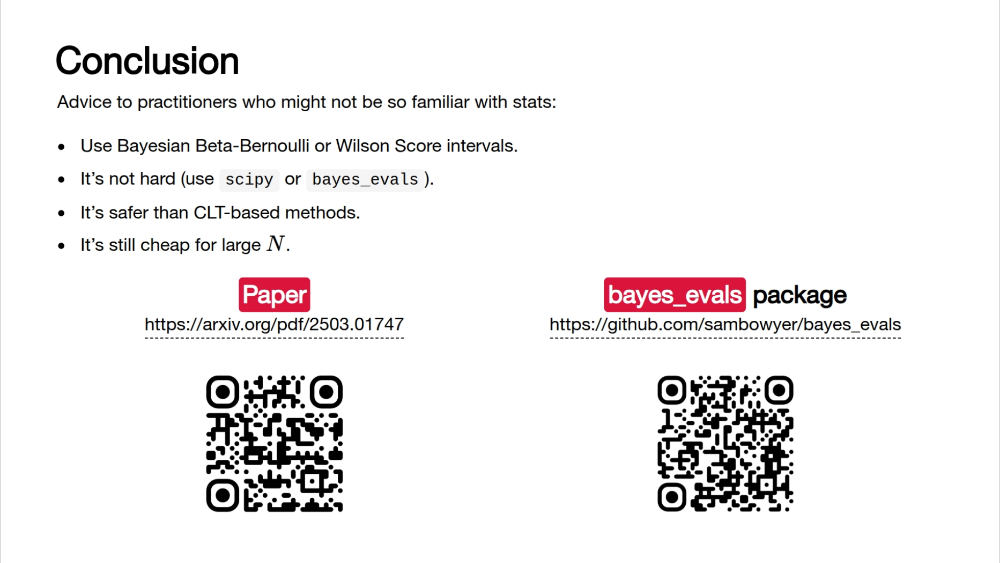 Conclusion
Advice to practitioners who might not be so familiar with stats:
• Use Bayesian Beta-Bernoulli or Wilson Score intervals.
• It’s not hard (use scipy or bayes_evals).
• It’s safer than CLT-based methods.
• It’s still cheap for large N.
Paper
https://arxiv.org/pdf/2503.01747
bayes_evals package
https://github.com/sambowyer/bayes_evals